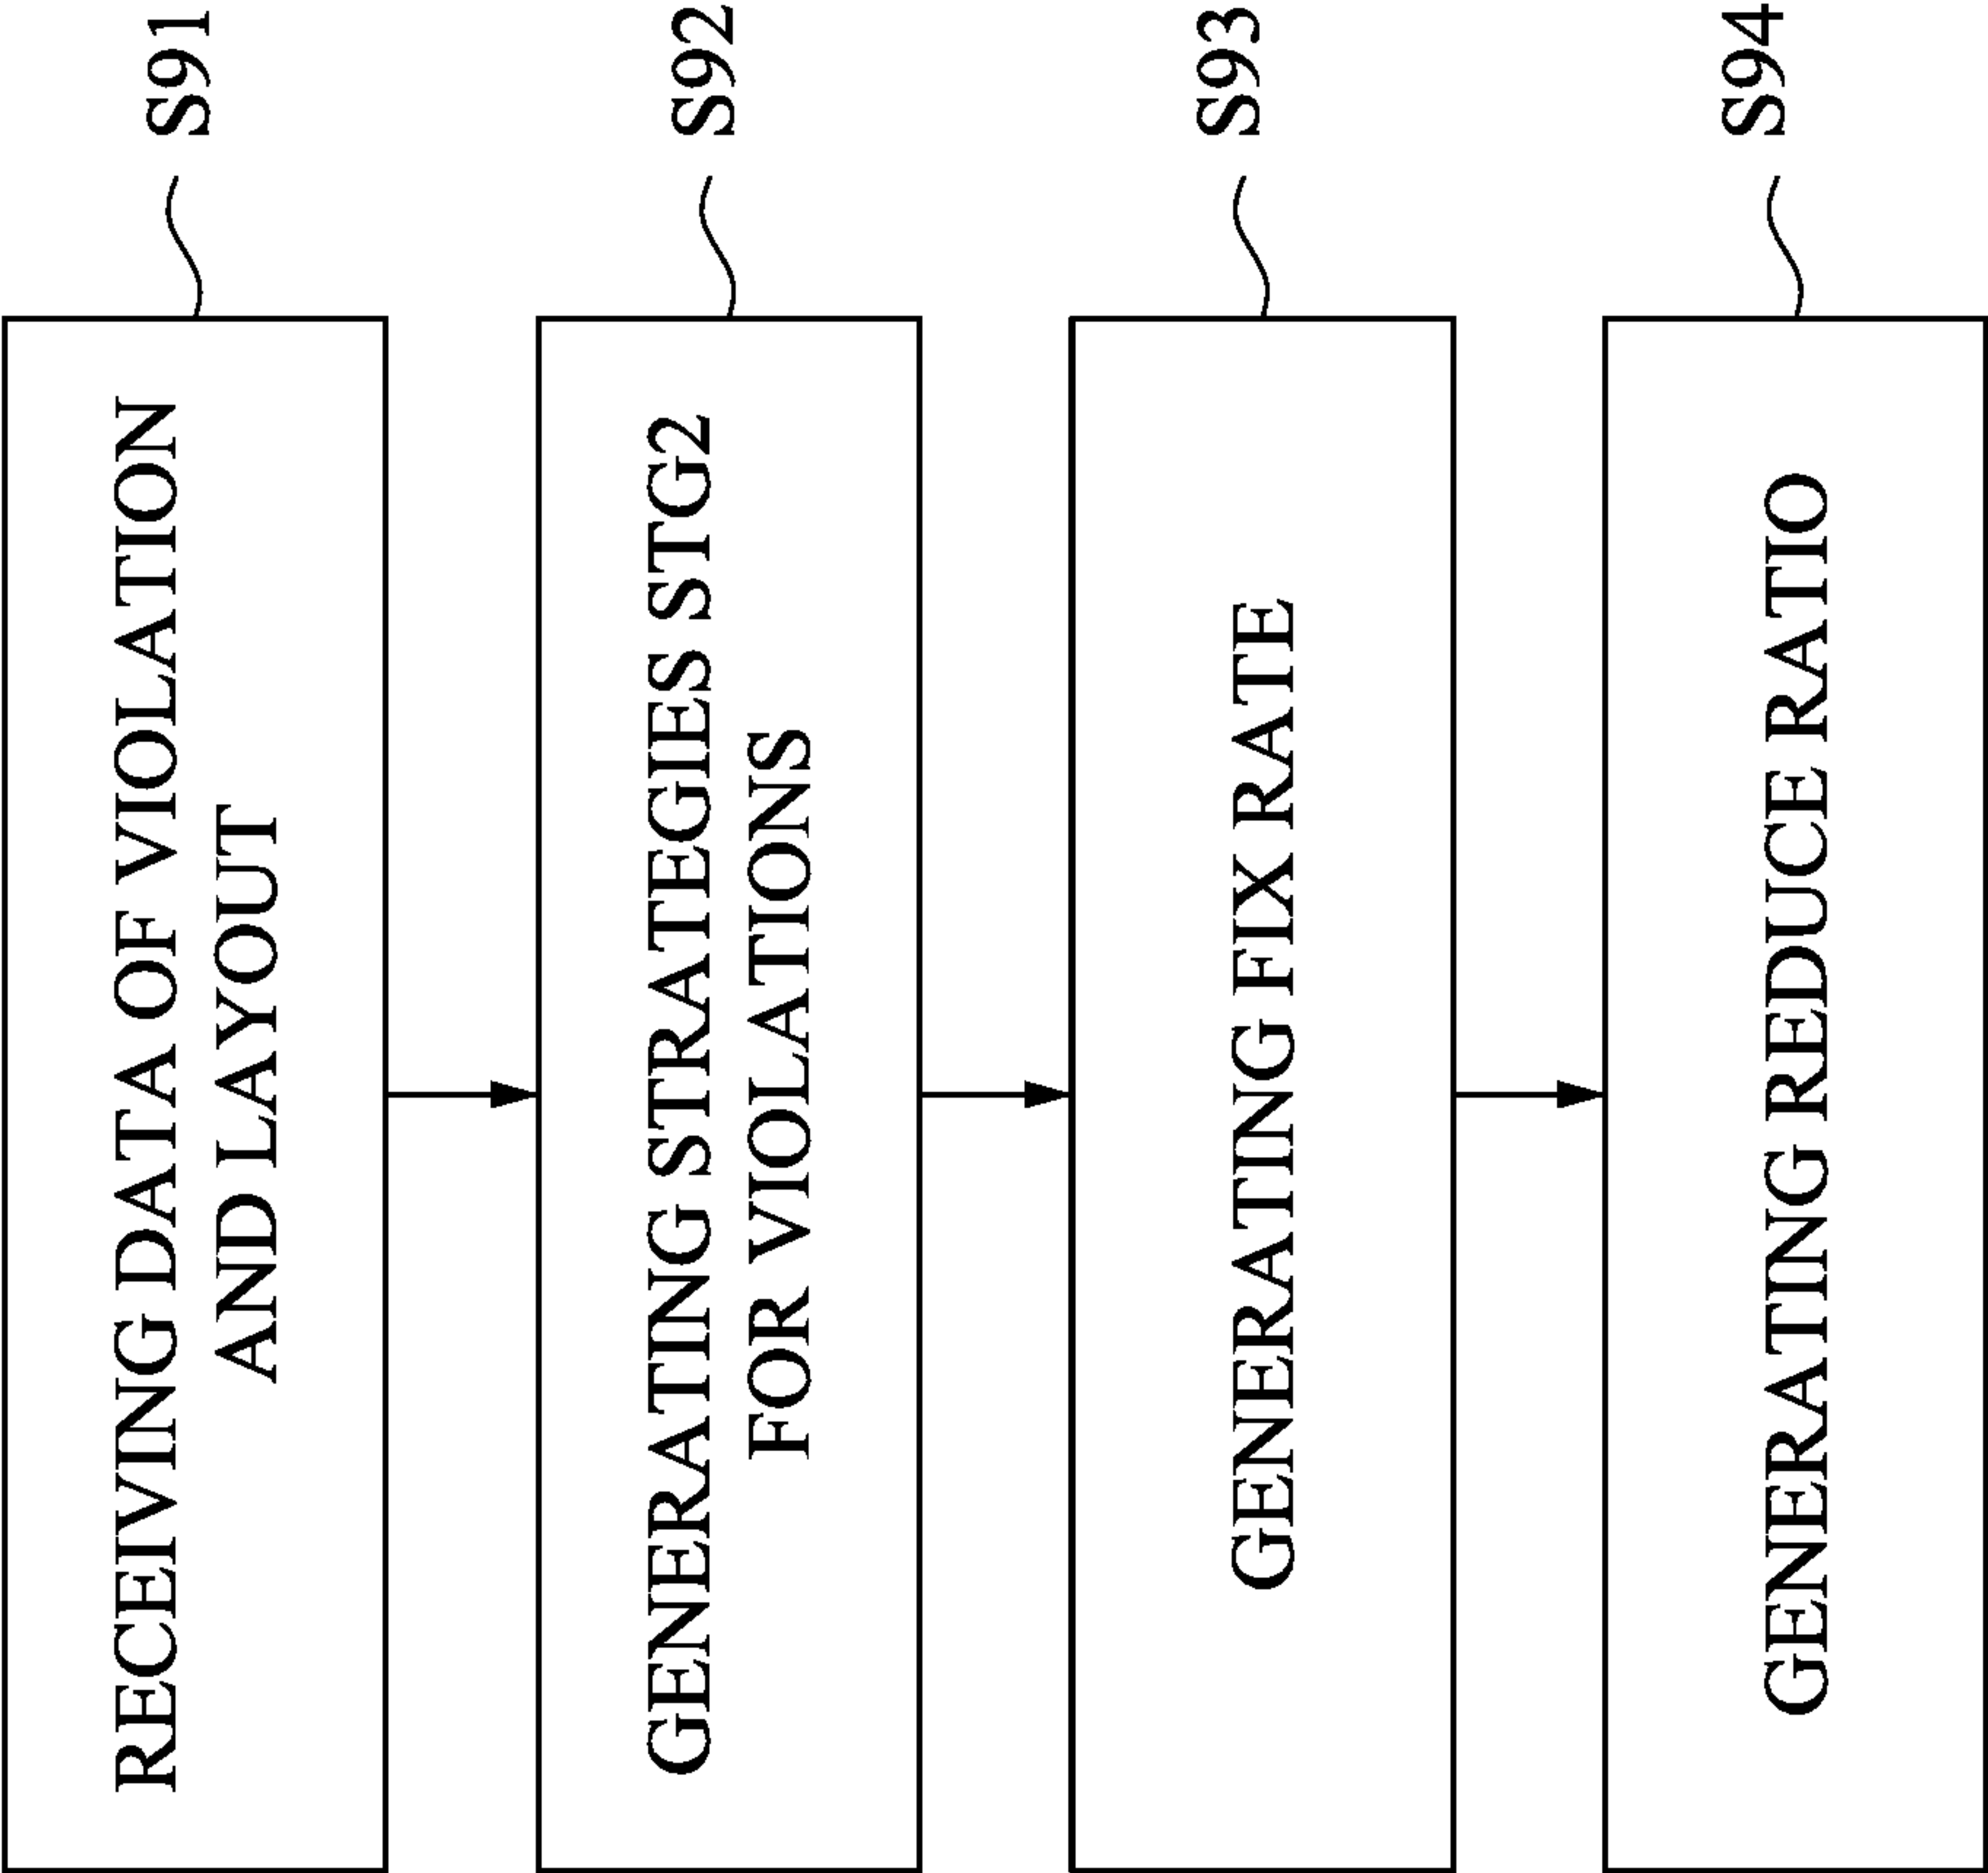 RECEIVING DATA OF VIOLATION
AND LAYOUT
S91
GENERATING STRATEGIES STG2
FOR VIOLATIONS
S92
GENERATING FIX RATE
S93
GENERATING REDUCE RATIO
S94